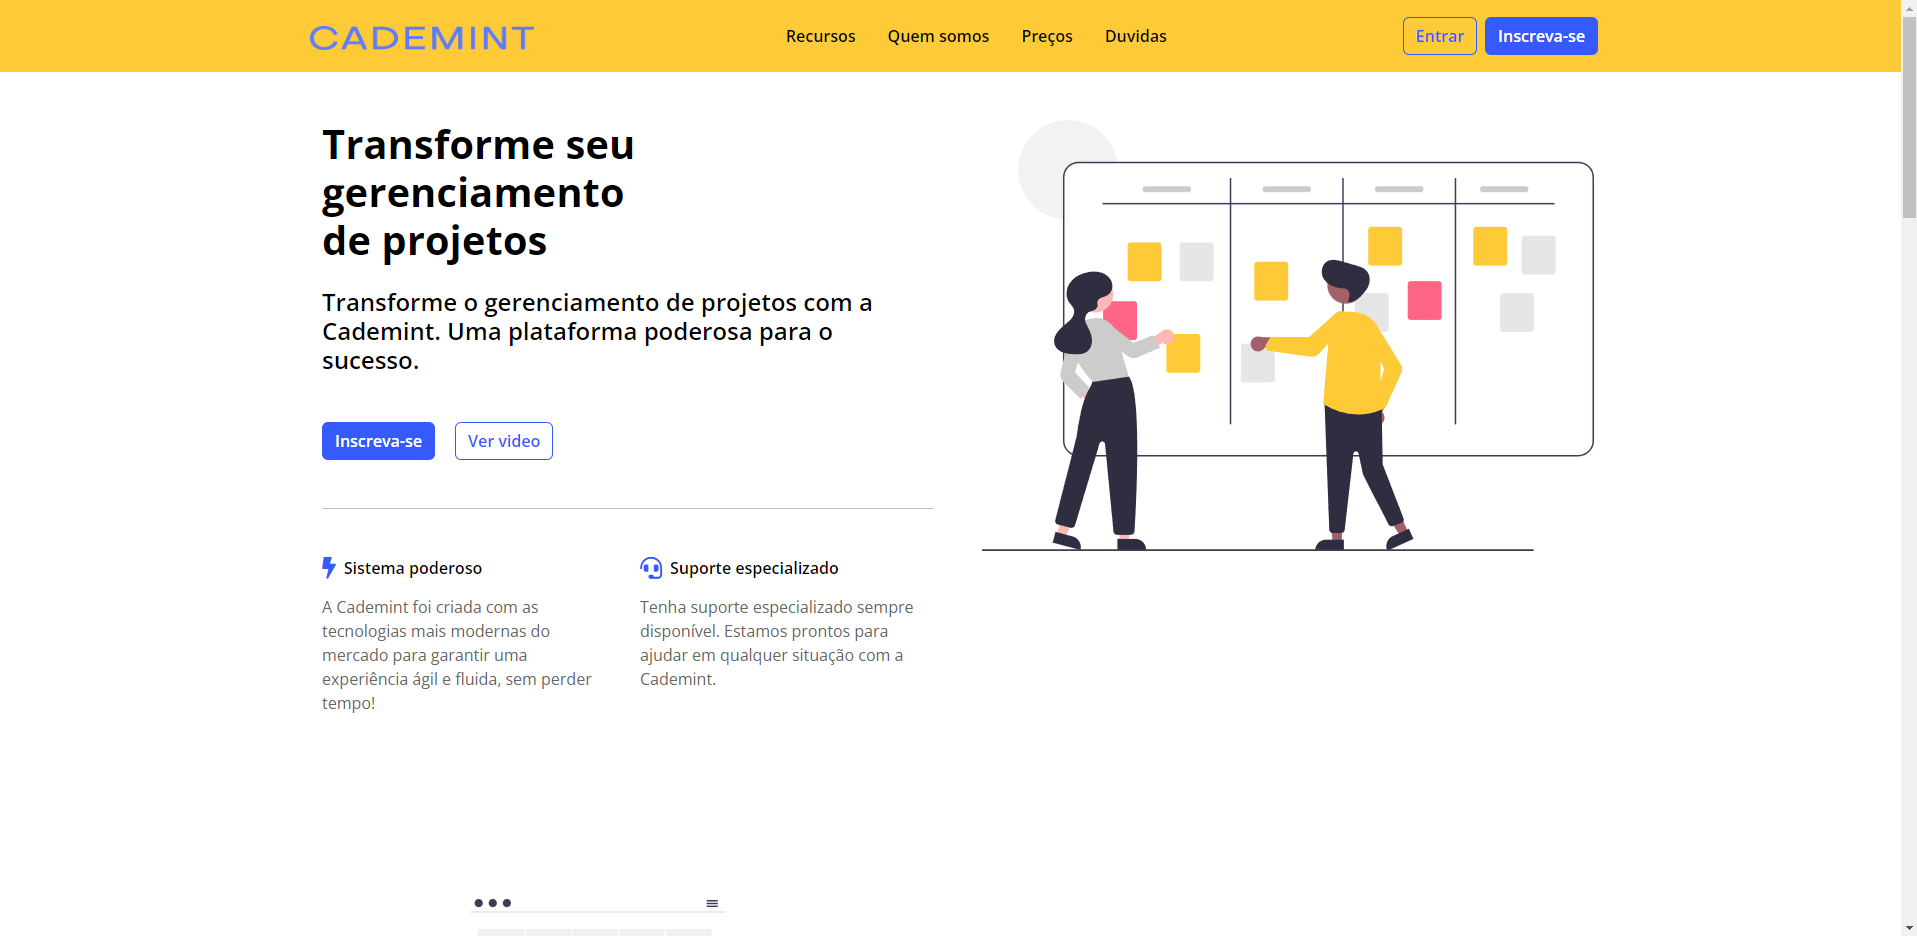 CADEMINT
Recursos
Quem somos
Preços
Duvidas
Entrar
Inscreva-se
Transforme seu
gerenciamento
de projetos
Transforme o gerenciamento de projetos com a
Cademint. Uma plataforma poderosa para o
sucesso.
Inscreva-se
Ver video
Sistema poderoso
A Cademint foi criada com as
tecnologias mais modernas do
mercado para garantir uma
experiência ágil e fluida, sem perder
tempo!
Suporte especializado
Tenha suporte especializado sempre
disponível. Estamos prontos para
ajudar em qualquer situação com a
Cademint.